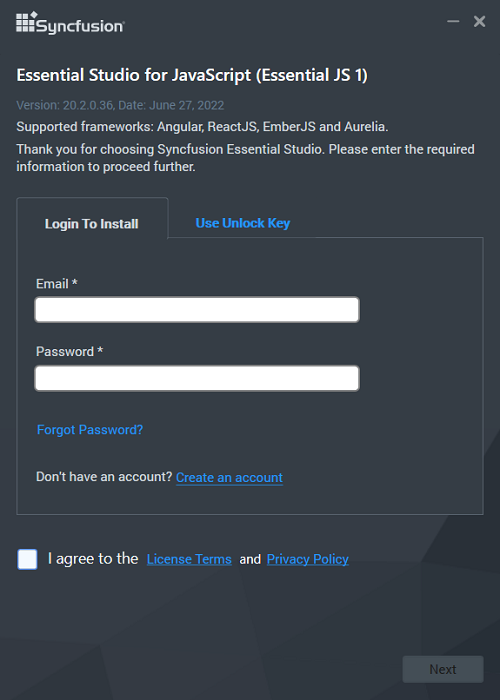 Syncfusion®
Essential Studio for JavaScript (Essential JS 1)
Version: 20.2.0.36, Date: June 27, 2022
Supported frameworks: Angular, ReactJS, EmberJS and Aurelia.
Thank you for choosing Syncfusion Essential Studio. Please enter the required
information to proceed further.
Login To Install
Use Unlock Key
Email *
Password *
Forgot Password?
Don't have an account? Create an account
I agree to the License Terms and Privacy Policy
Next